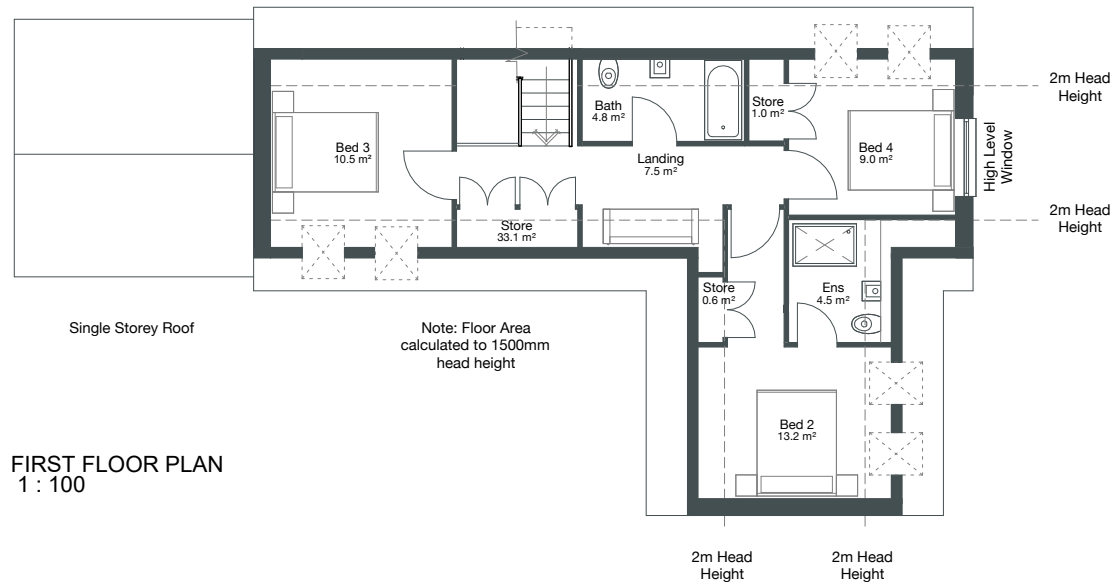 2m Head
Height
Bath
4.8 m²
Store
1.0 m²
Bed 3
10.5 m²
Landing
7.5 m²
Bed 4
9.0 m²
High Level
Window
2m Head
Height
Store
33.1 m²
Store
0.6 m²
Ens
4.5 m²
Single Storey Roof
Note: Floor Area
calculated to 1500mm
head height
Bed 2
13.2 m²
FIRST FLOOR PLAN
1 : 100
2m Head
Height
2m Head
Height